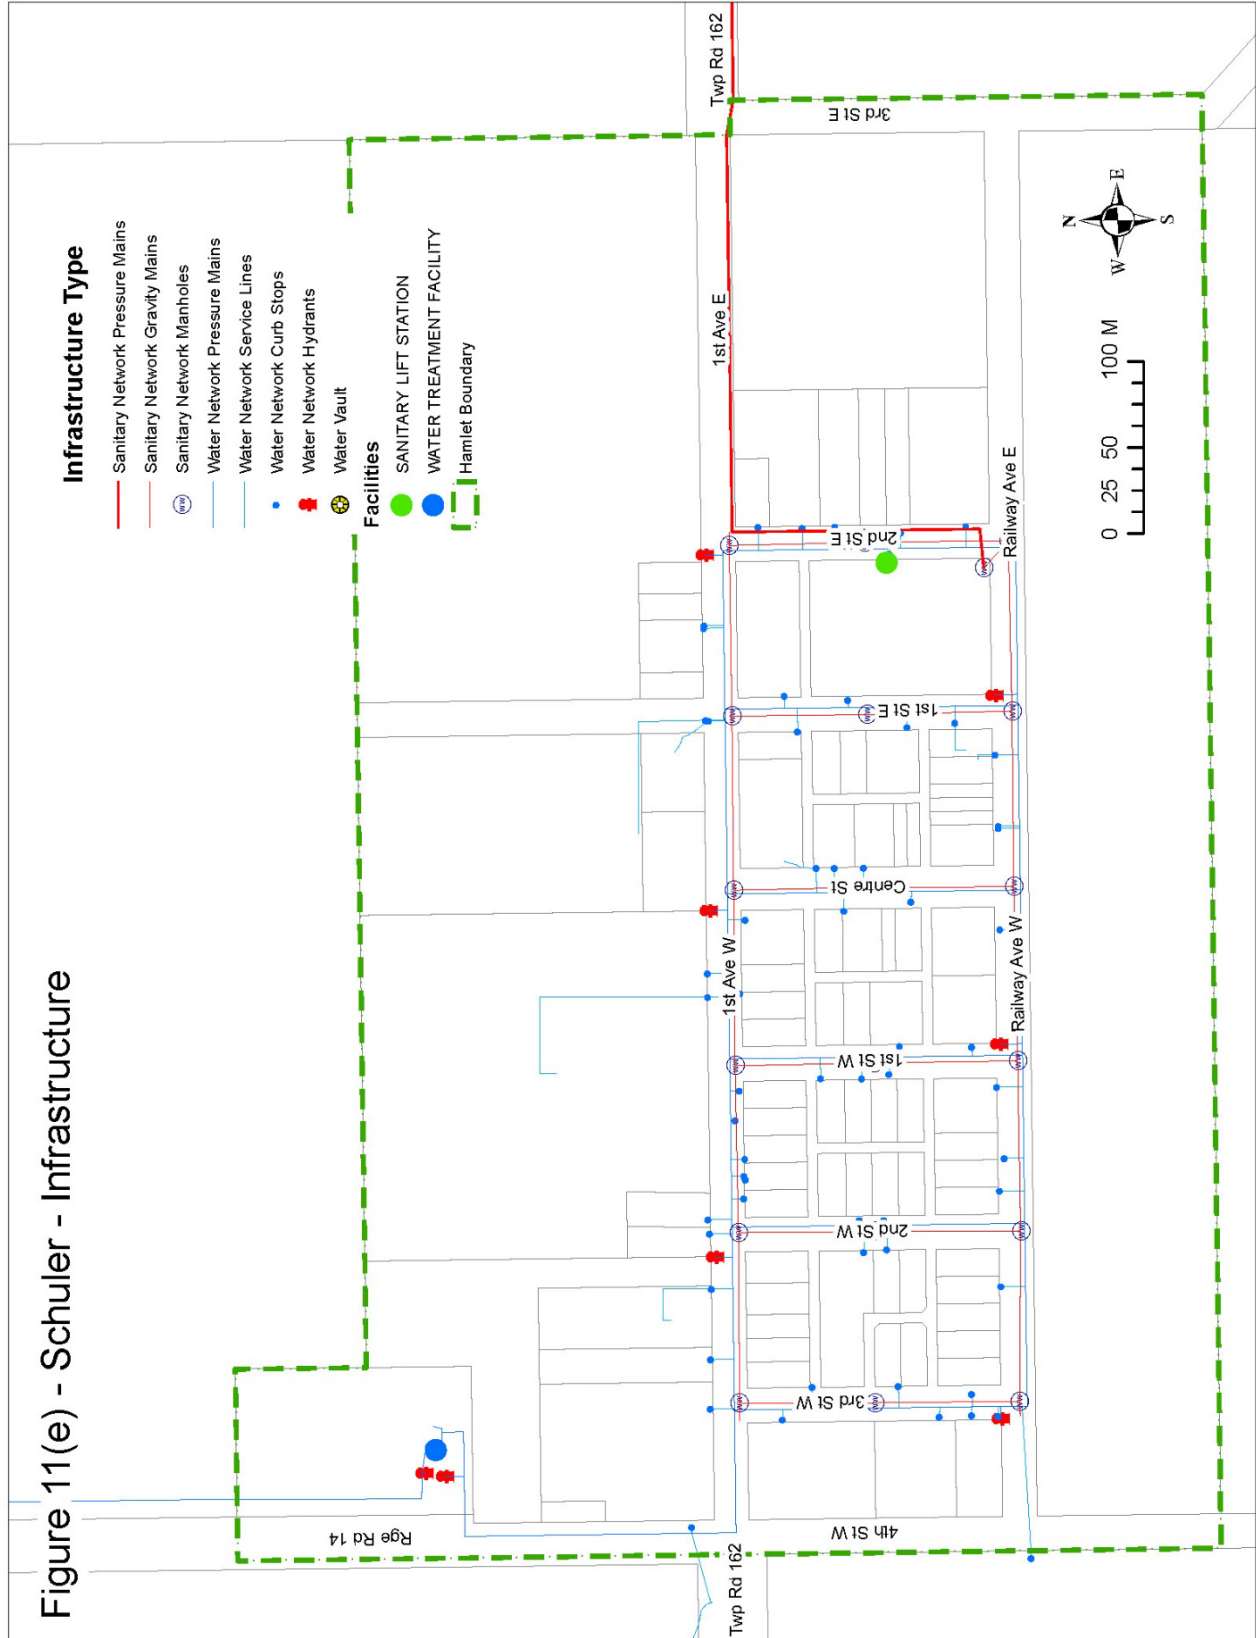 Figure 11(e) - Schuler - Infrastructure
Infrastructure Type
Sanitary Network Pressure Mains
Sanitary Network Gravity Mains
WW
Sanitary Network Manholes
Water Network Pressure Mains
Water Network Service Lines
Water Network Curb Stops
Water Network Hydrants
Water Vault
Facilities
SANITARY LIFT STATION
WATER TREATMENT FACILITY
Hamlet Boundary
Rge Rd 14
Twp Rd 162
4th St W
3rd St W
2nd St W
1st St W
1st Ave W
Centre St
Railway Ave W
1st St E
2nd St E
1st Ave E
Railway Ave E
3rd St E
Twp Rd 162
0 25 50 100 M
N
W E
S